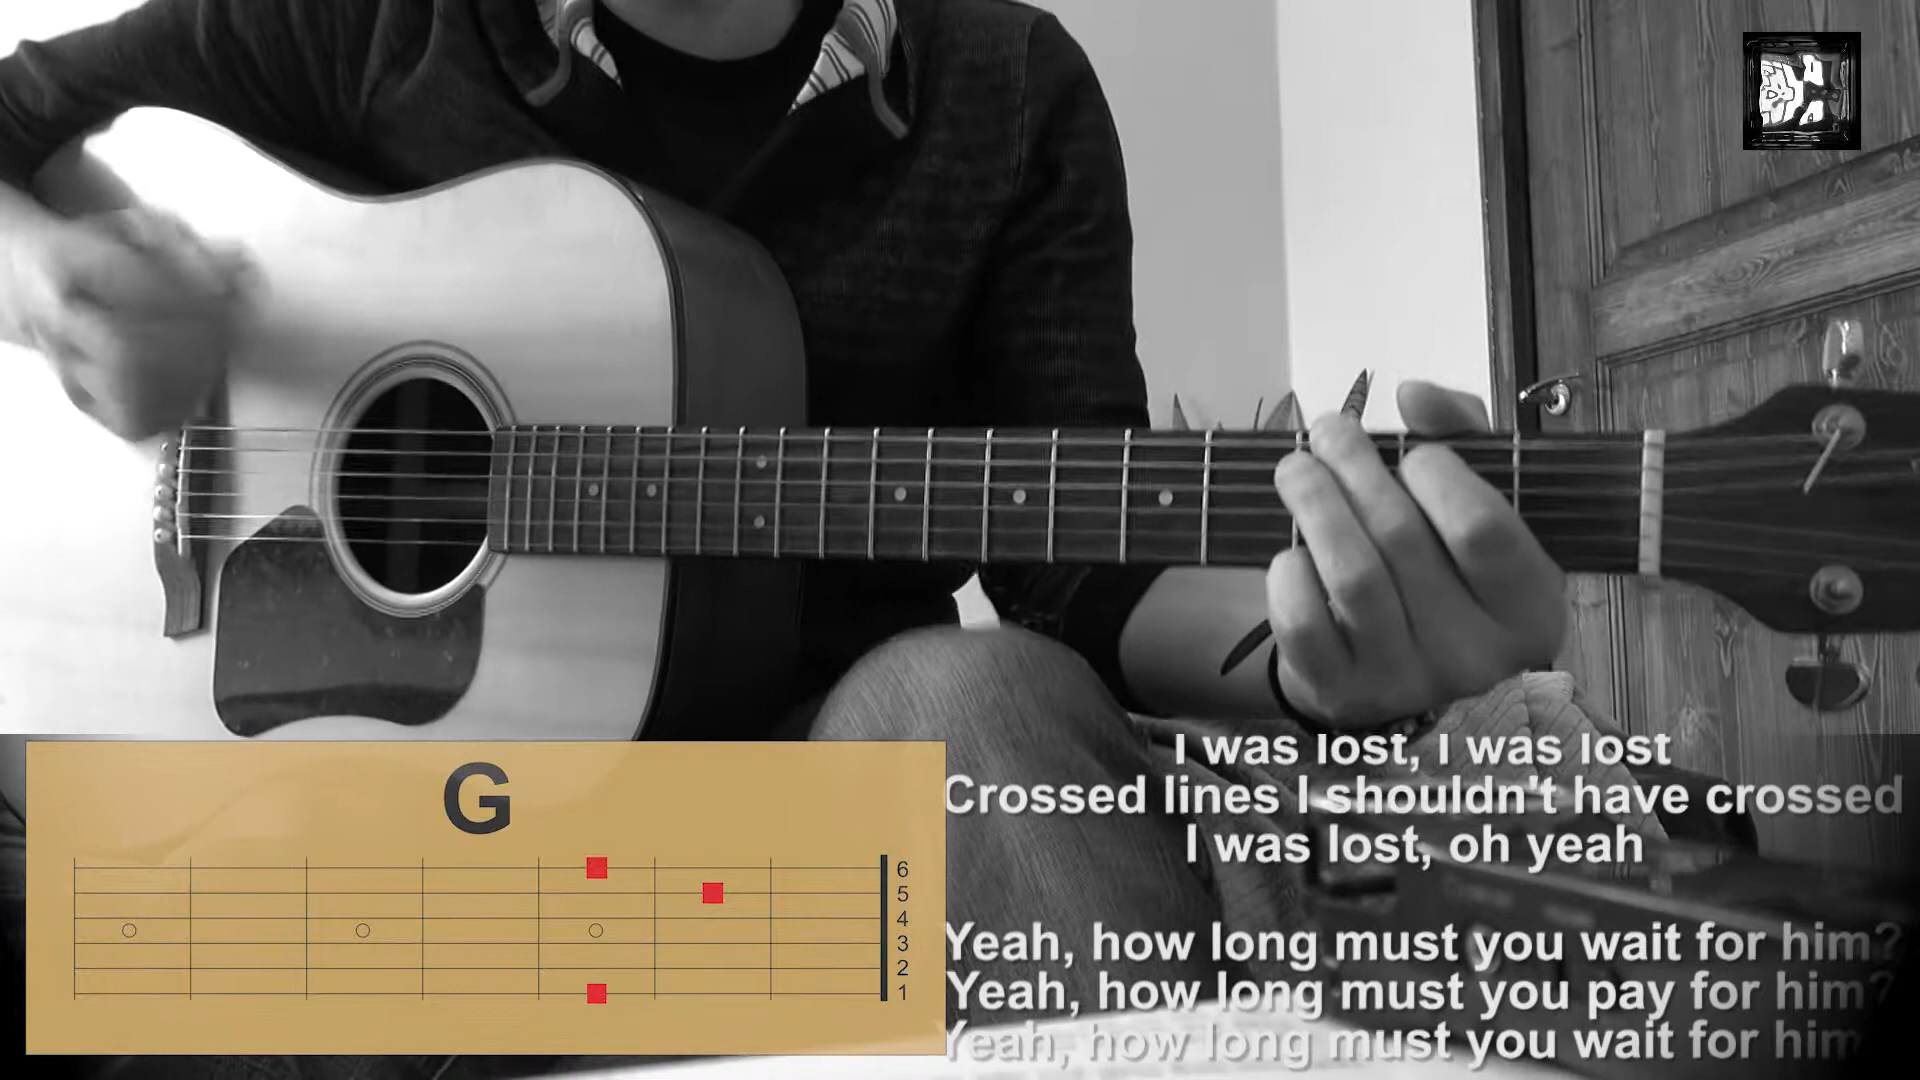 G
6
5
4
3
2
1
I was lost, I was lost
Crossed lines I shouldn't have crossed
I was lost, oh yeah
Yeah, how long must you wait for him?
Yeah, how long must you pay for him?
Yeah, how long must you wait for him